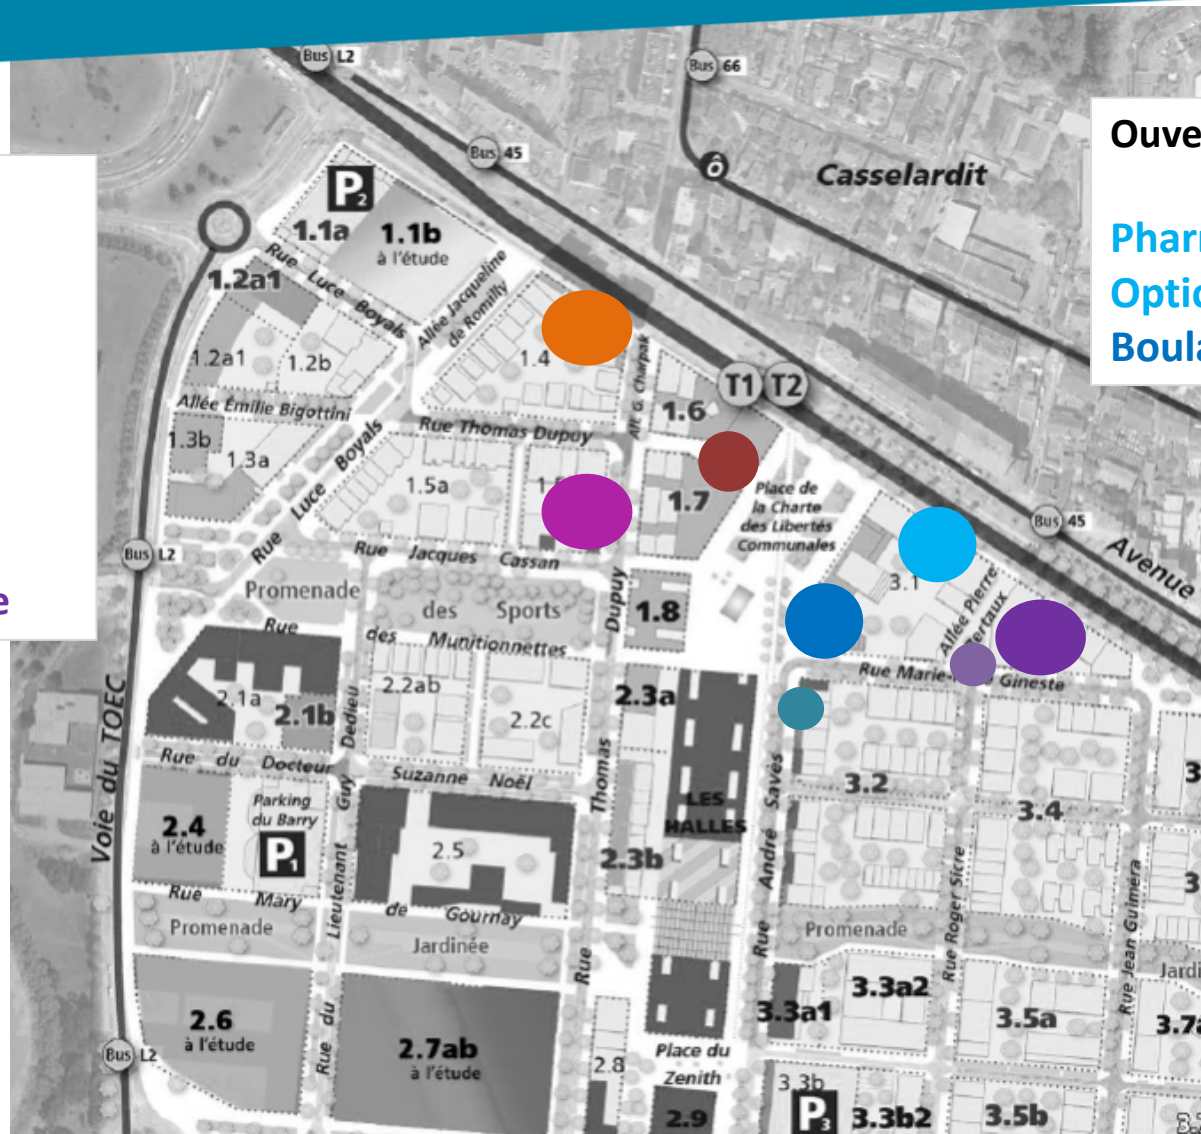 Bus L2
Bus 66
Bus 45
ô
Casselardit
Ouve
Pharr
Optic
Boula
P2
1.1a
1.1b
à l'étude
Rue Luce Boyals
Allée Jacqueline
de Romilly
1.2a1
1.2a1
1.2b
1.4
All. G. Charpak
T1
T2
1.6
Allée Émilie Bigottini
Rue Thomas Dupuy
1.3b
1.3a
Rue Luce Boyals
1.5a
1.7
Place de
la Charte
des Libertés
Communales
Bus 45
Avenue
Bus L2
Rue Jacques Cassan
3.1
Allée Pierre
ertaux
Promenade
des Sports
1.8
e
Rue des Munitionnettes
Rue Marie-
Gineste
2.1a
2.1b
2.2ab
2.2c
2.3a
Rue du Docteur Suzanne Noël
Rue Thomas Dupuy
Voie du TOEC
Parking
du Barry
P1
2.4
à l'étude
2.5
2.3b
LES
HALLES
3.2
3.4
3
3
Rue André Savès
Rue Roger Sicre
Rue Jean Guiméra
Rue du Lieutenant Guy Dedieu
Rue Mary de Gournay
Promenade
Jardinée
Promenade
Jardi
2.6
à l'étude
2.7ab
à l'étude
3.3a1
3.3a2
3.5a
3.7a
Bus L2
2.8
Place du
Zenith
2.9
3.3b
P3
3.3b2
3.5b